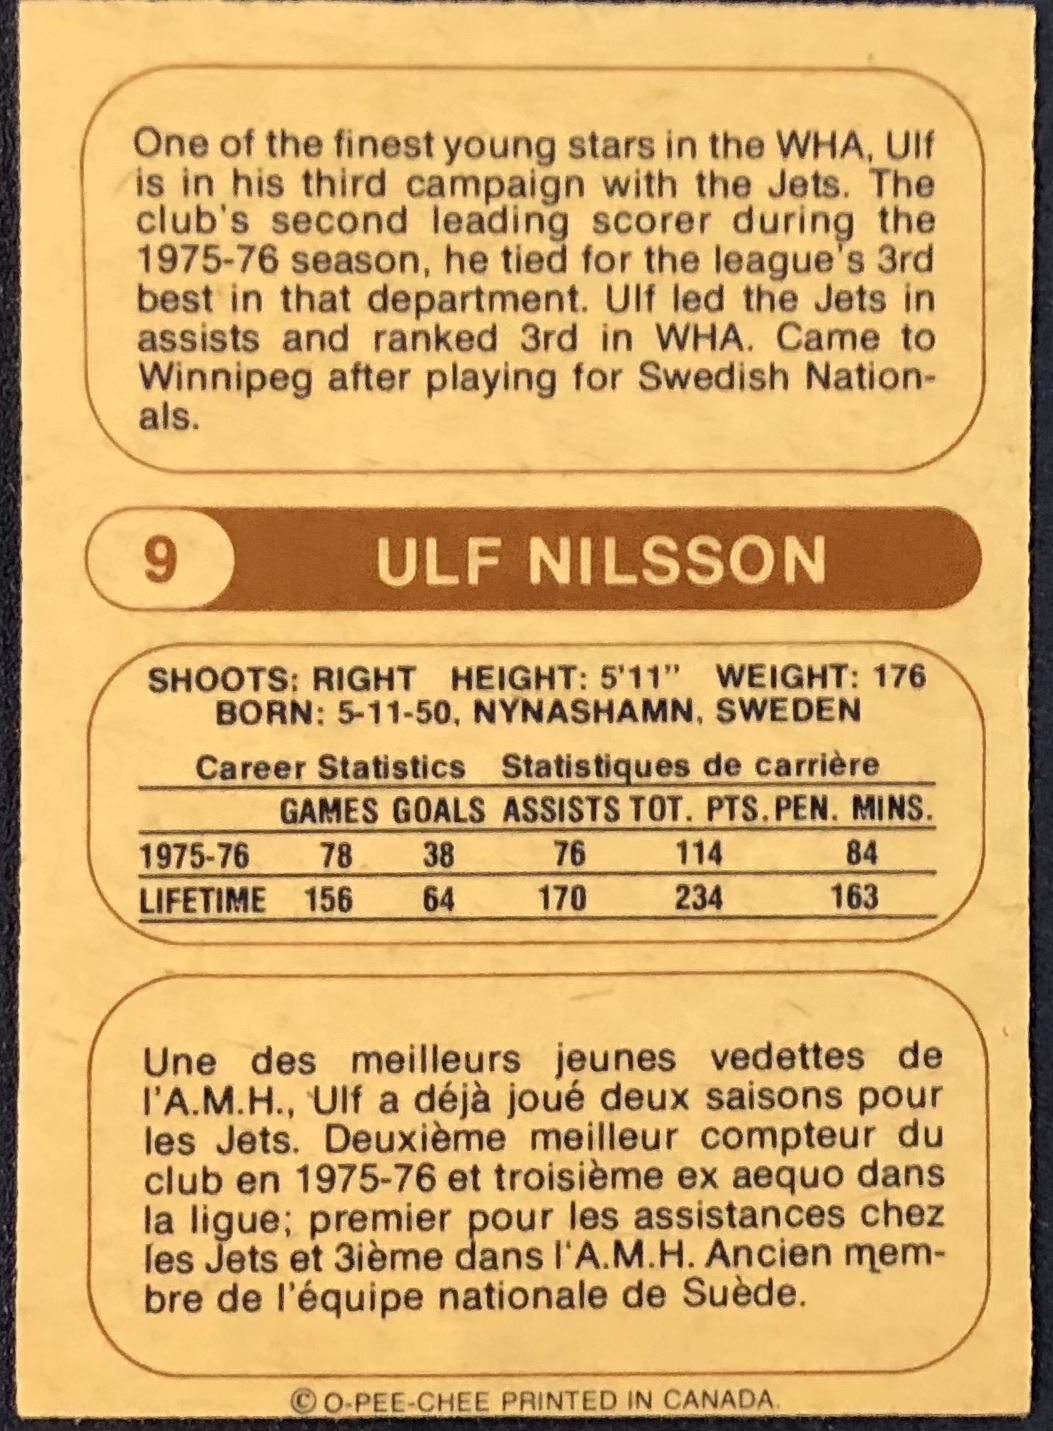 One of the finest young stars in the WHA, Ulf
is in his third campaign with the Jets. The
club's second leading scorer during the
1975-76 season, he tied for the league's 3rd
best in that department. Ulf led the Jets in
assists and ranked 3rd in WHA. Came to
Winnipeg after playing for Swedish Nation-
als.
9 ULF NILSSON
SHOOTS: RIGHT HEIGHT: 5'11" WEIGHT: 176
BORN: 5-11-50, NYNASHAMN, SWEDEN
Career Statistics Statistiques de carrière
GAMES GOALS ASSISTS TOT. PTS. PEN. MINS.
1975-76 78 38 76 114 84
LIFETIME 156 64 170 234 163
Une des meilleurs jeunes vedettes de
l'A.M.H., Ulf a déjà joué deux saisons pour
les Jets. Deuxième meilleur compteur du
club en 1975-76 et troisième ex aequo dans
la ligue; premier pour les assistances chez
les Jets et 3ième dans l'A.M.H. Ancien mem-
bre de l'équipe nationale de Suède.
© O-PEE-CHEE PRINTED IN CANADA.